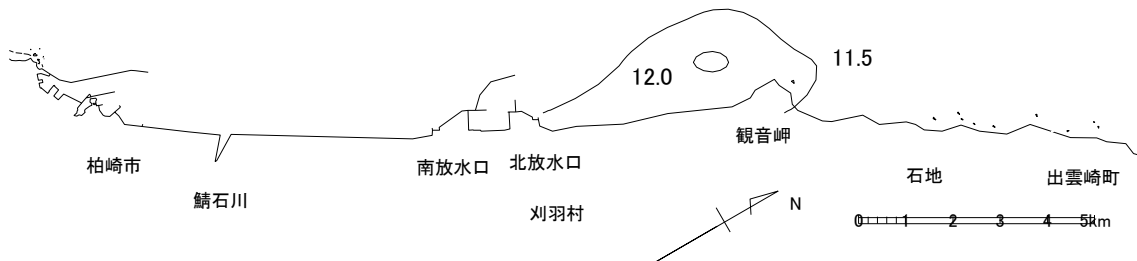 11.5
12.0
観音岬
柏崎市
南放水口
北放水口
石地
出雲崎町
鯖石川
刈羽村
N
0 1 2 3 4 5km